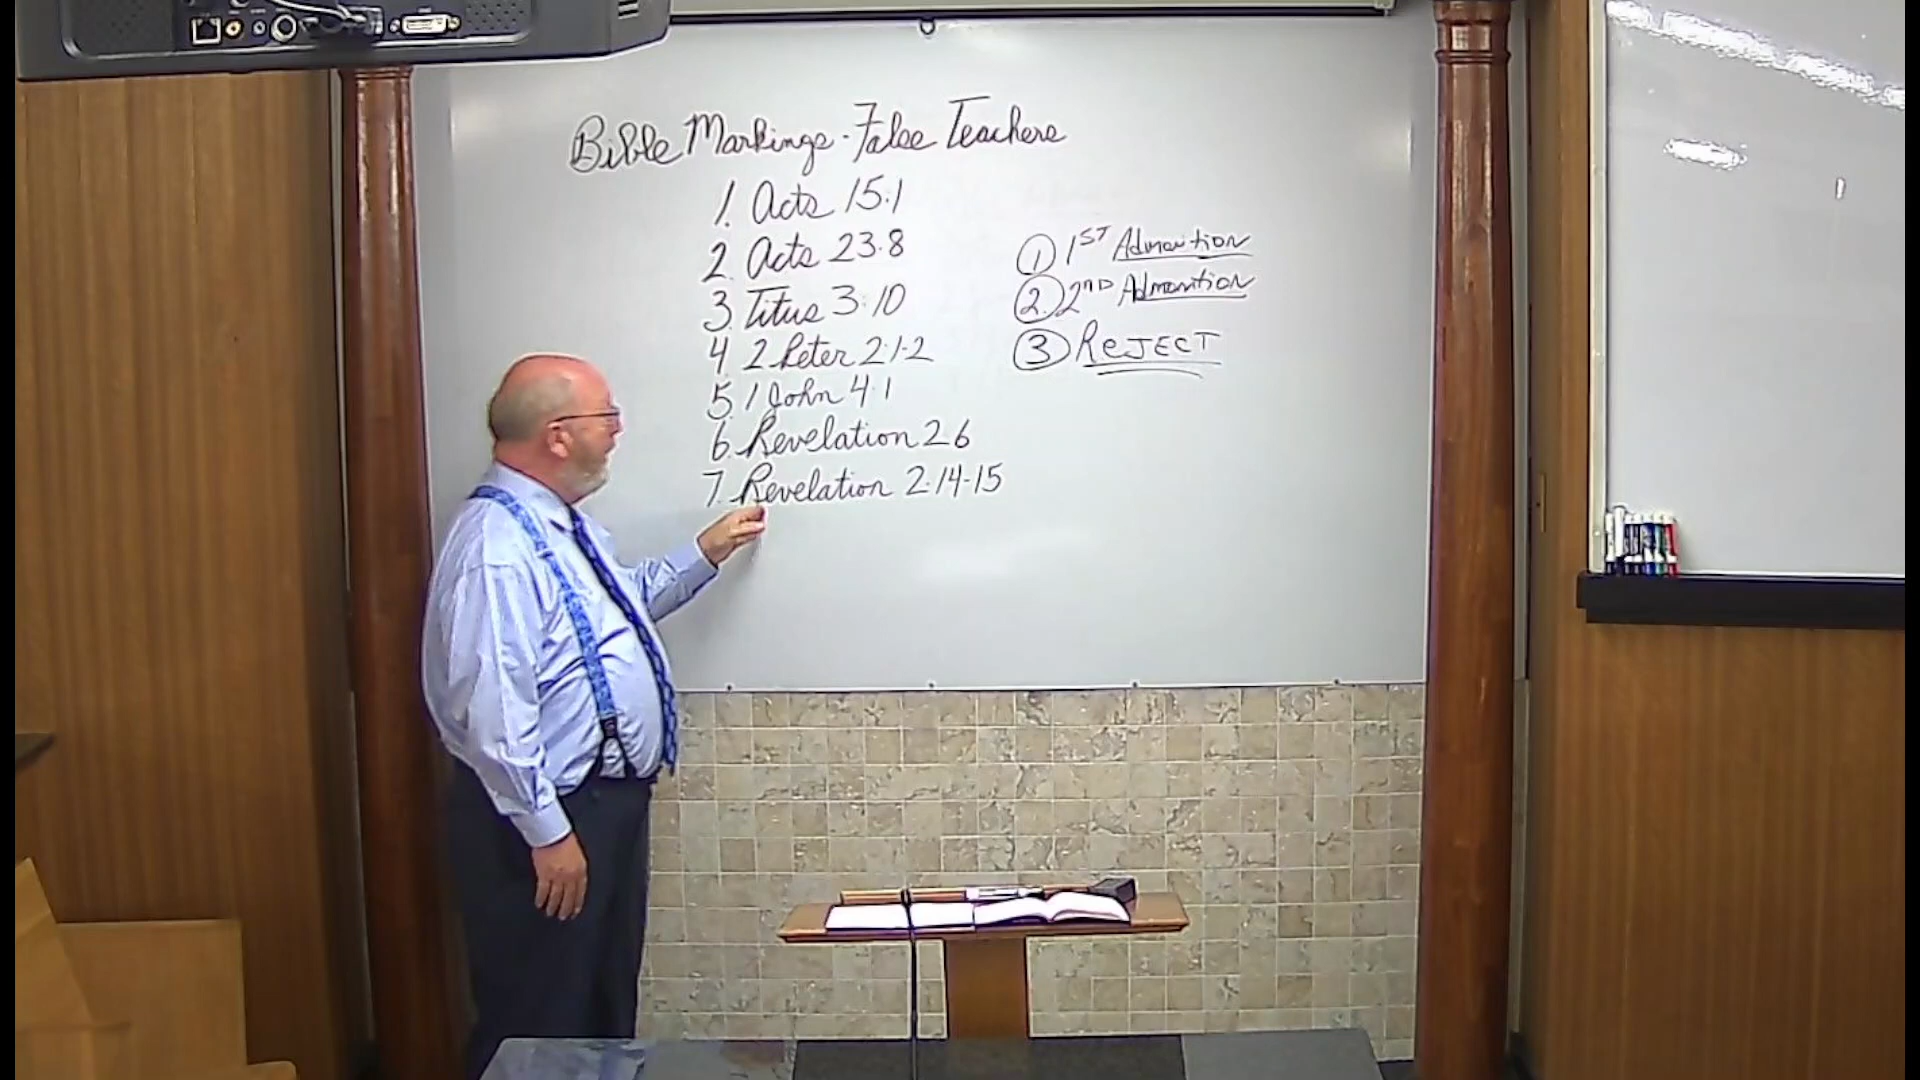 Bible Markings - False Teachers
1. Acts 15:1
2. Acts 23:8
3. Titus 3:10
4 2 Peter 2:1-2
5. 1 John 4:1
6. Revelation 2:6
7. Revelation 2:14-15
① 1ST Admonition
②. 2ND Admonition
③ ReJECT